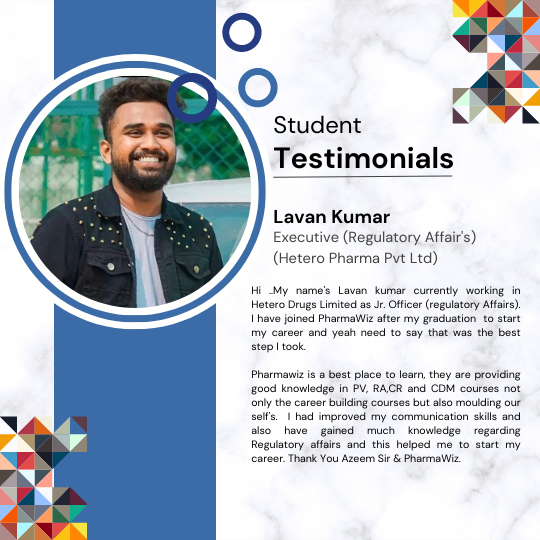 Student
Testimonials
Lavan Kumar
Executive (Regulatory Affair's)
(Hetero Pharma Pvt Ltd)
Hi ..My name's Lavan kumar currently working in
Hetero Drugs Limited as Jr. Officer (regulatory Affairs).
I have joined PharmaWiz after my graduation to start
my career and yeah need to say that was the best
step I took.
Pharmawiz is a best place to learn, they are providing
good knowledge in PV, RA,CR and CDM courses not
only the career building courses but also moulding our
self's. I had improved my communication skills and
also have gained much knowledge regarding
Regulatory affairs and this helped me to start my
career. Thank You Azeem Sir & PharmaWiz.